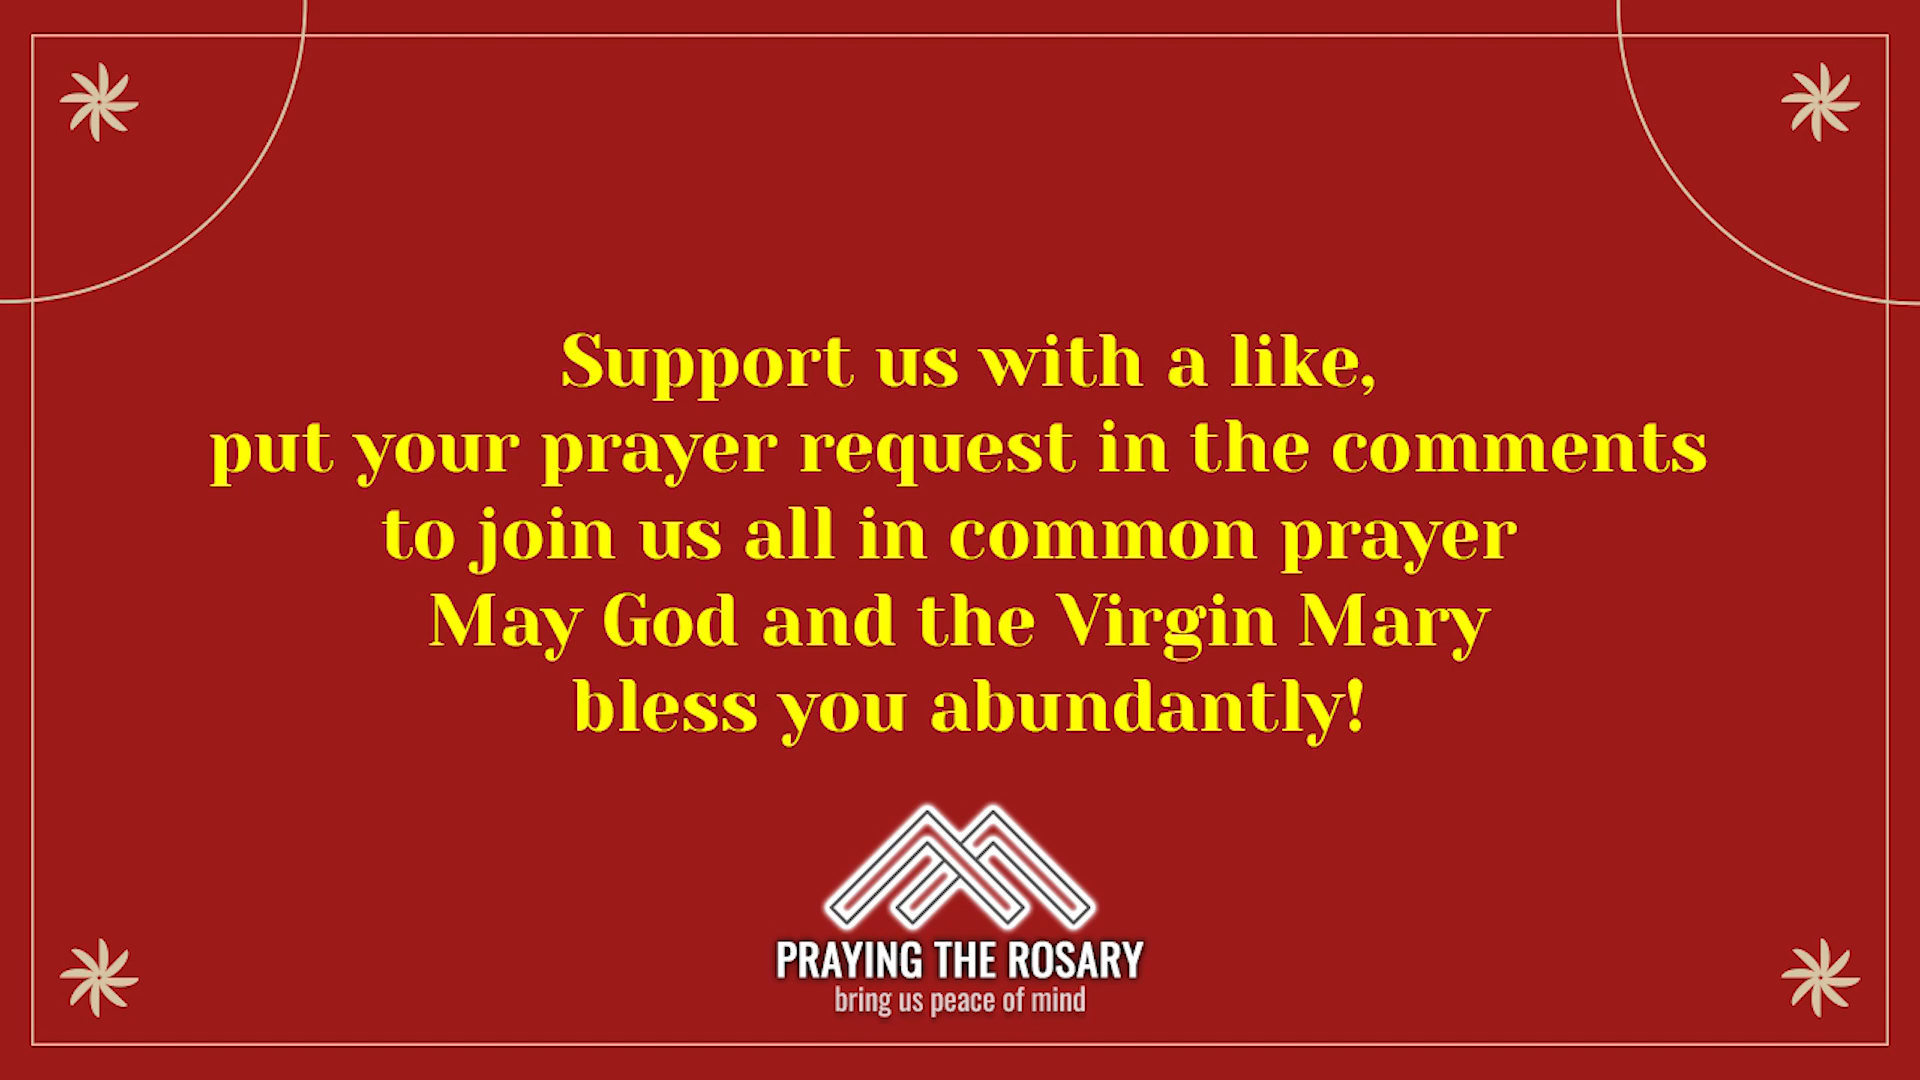 Support us with a like,
put your prayer request in the comments
to join us all in common prayer
May God and the Virgin Mary
bless you abundantly!
PRAYING THE ROSARY
bring us peace of mind